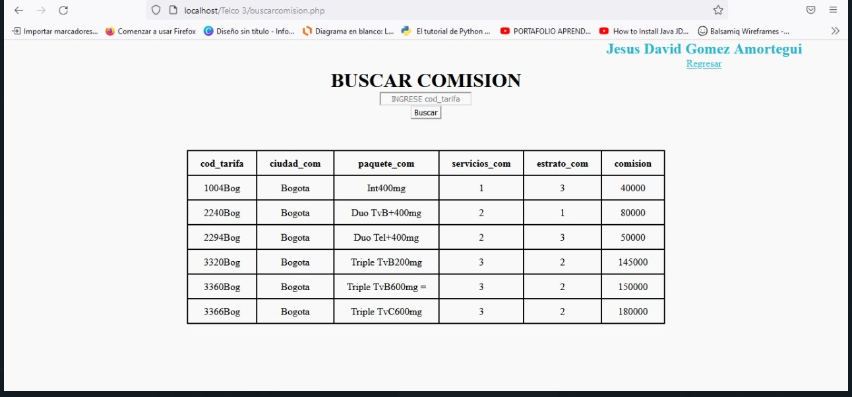 localhost/Telco 3/buscarcomision.php
Importar marcadores... Comenzar a usar Firefox Diseño sin título - Info... Diagrama en blanco: L... El tutorial de Python ... PORTAFOLIO APREND... How to Install Java JD... Balsamiq Wireframes -...
Jesus David Gomez Amortegui
Regresar
BUSCAR COMISION
INGRESE cod_tarifa
Buscar
cod_tarifa ciudad_com paquete_com servicios_com estrato_com comision
1004Bog Bogota Int400mg 1 3 40000
2240Bog Bogota Duo TvB+400mg 2 1 80000
2294Bog Bogota Duo Tel+400mg 2 3 50000
3320Bog Bogota Triple TvB200mg 3 2 145000
3360Bog Bogota Triple TvB600mg = 3 2 150000
3366Bog Bogota Triple TvC600mg 3 2 180000